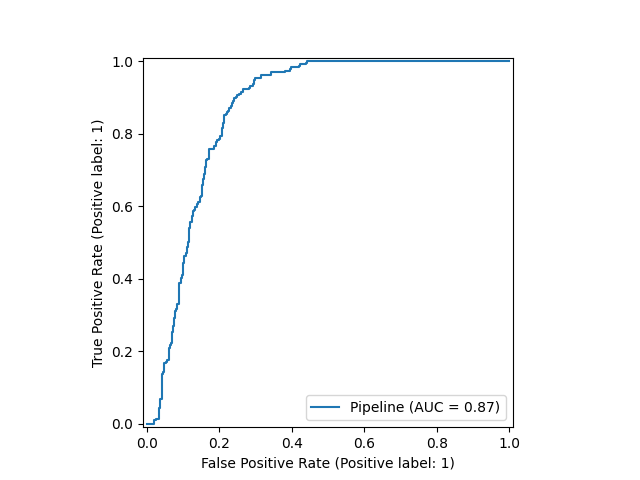 1.0
0.8
0.6
0.4
0.2
0.0
True Positive Rate (Positive label: 1)
Pipeline (AUC = 0.87)
0.0 0.2 0.4 0.6 0.8 1.0
False Positive Rate (Positive label: 1)